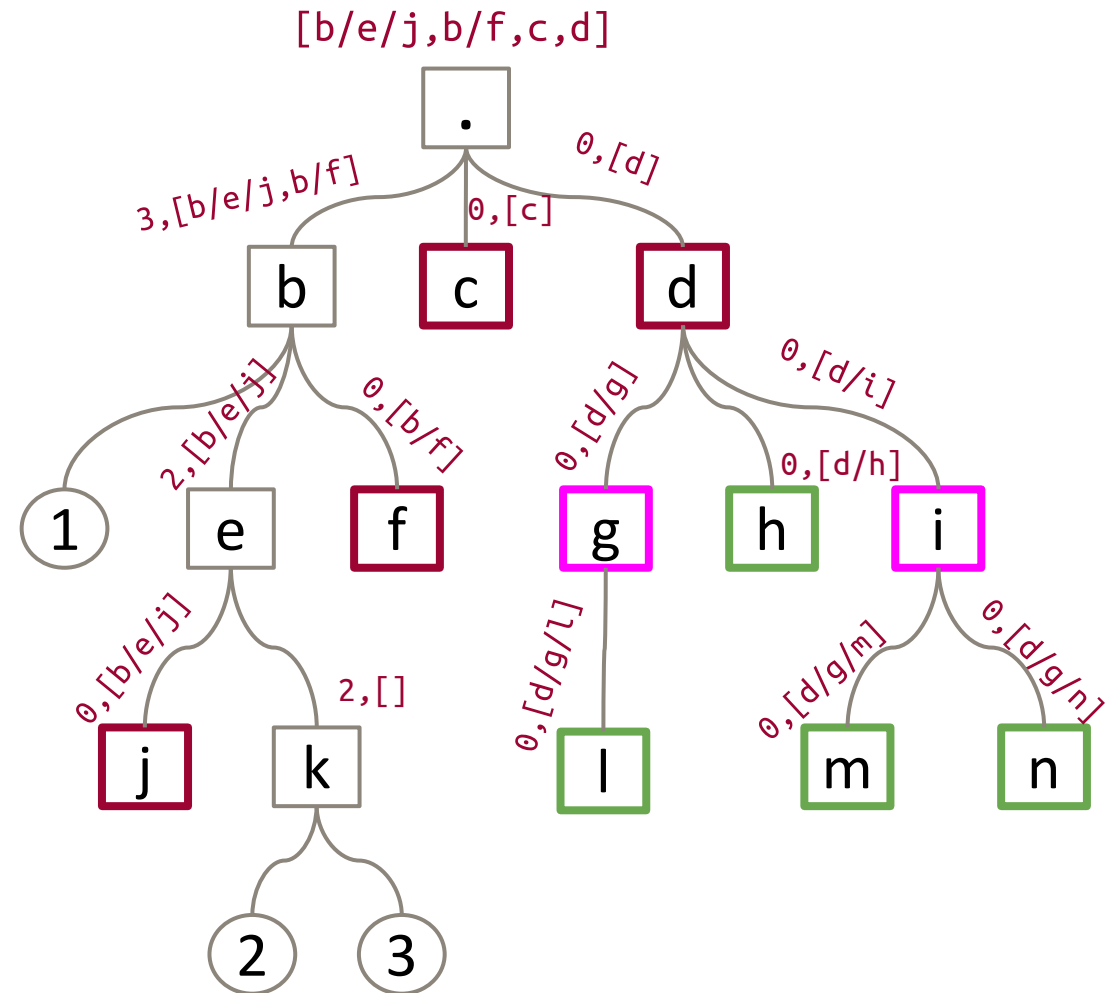 [b/e/j,b/f,c,d]
.
3,[b/e/j,b/f]
0,[c]
0,[d]
b
c
d
2,[b/e/j]
0,[b/f]
0,[d/g]
0,[d/h]
0,[d/i]
1
e
f
g
h
i
0,[b/e/j]
2,[]
0,[d/g/l]
0,[d/g/m]
0,[d/g/n]
j
k
l
m
n
2
3